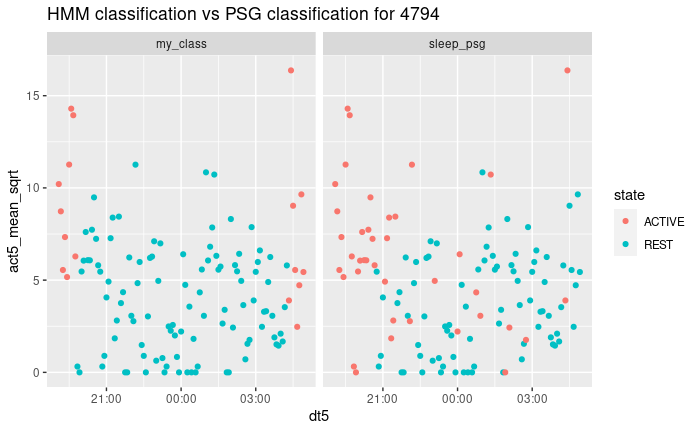 HMM classification vs PSG classification for 4794
my_class
sleep_psg
act5_mean_sqrt
15
10
5
0
21:00
00:00
03:00
21:00
00:00
03:00
dt5
state
ACTIVE
REST